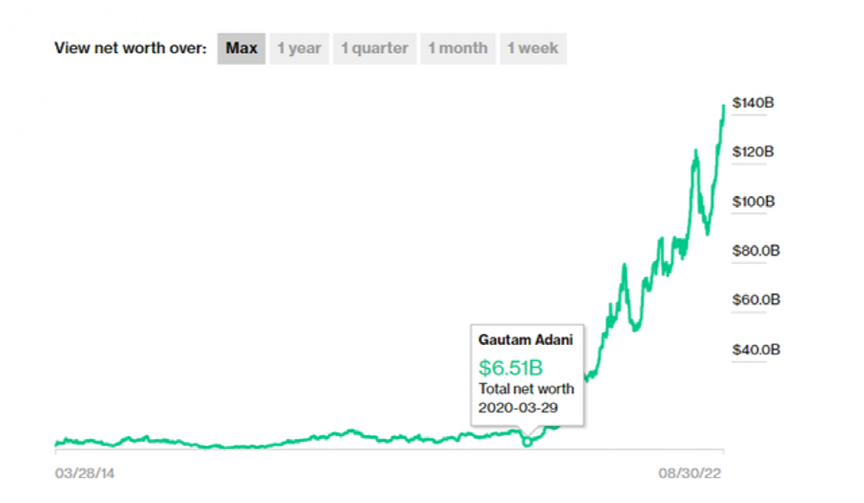 View net worth over: Max 1 year 1 quarter 1 month 1 week
$140B
$120B
$100B
$80.0B
$60.0B
$40.0B
Gautam Adani
$6.51B
Total net worth
2020-03-29
03/28/14 08/30/22